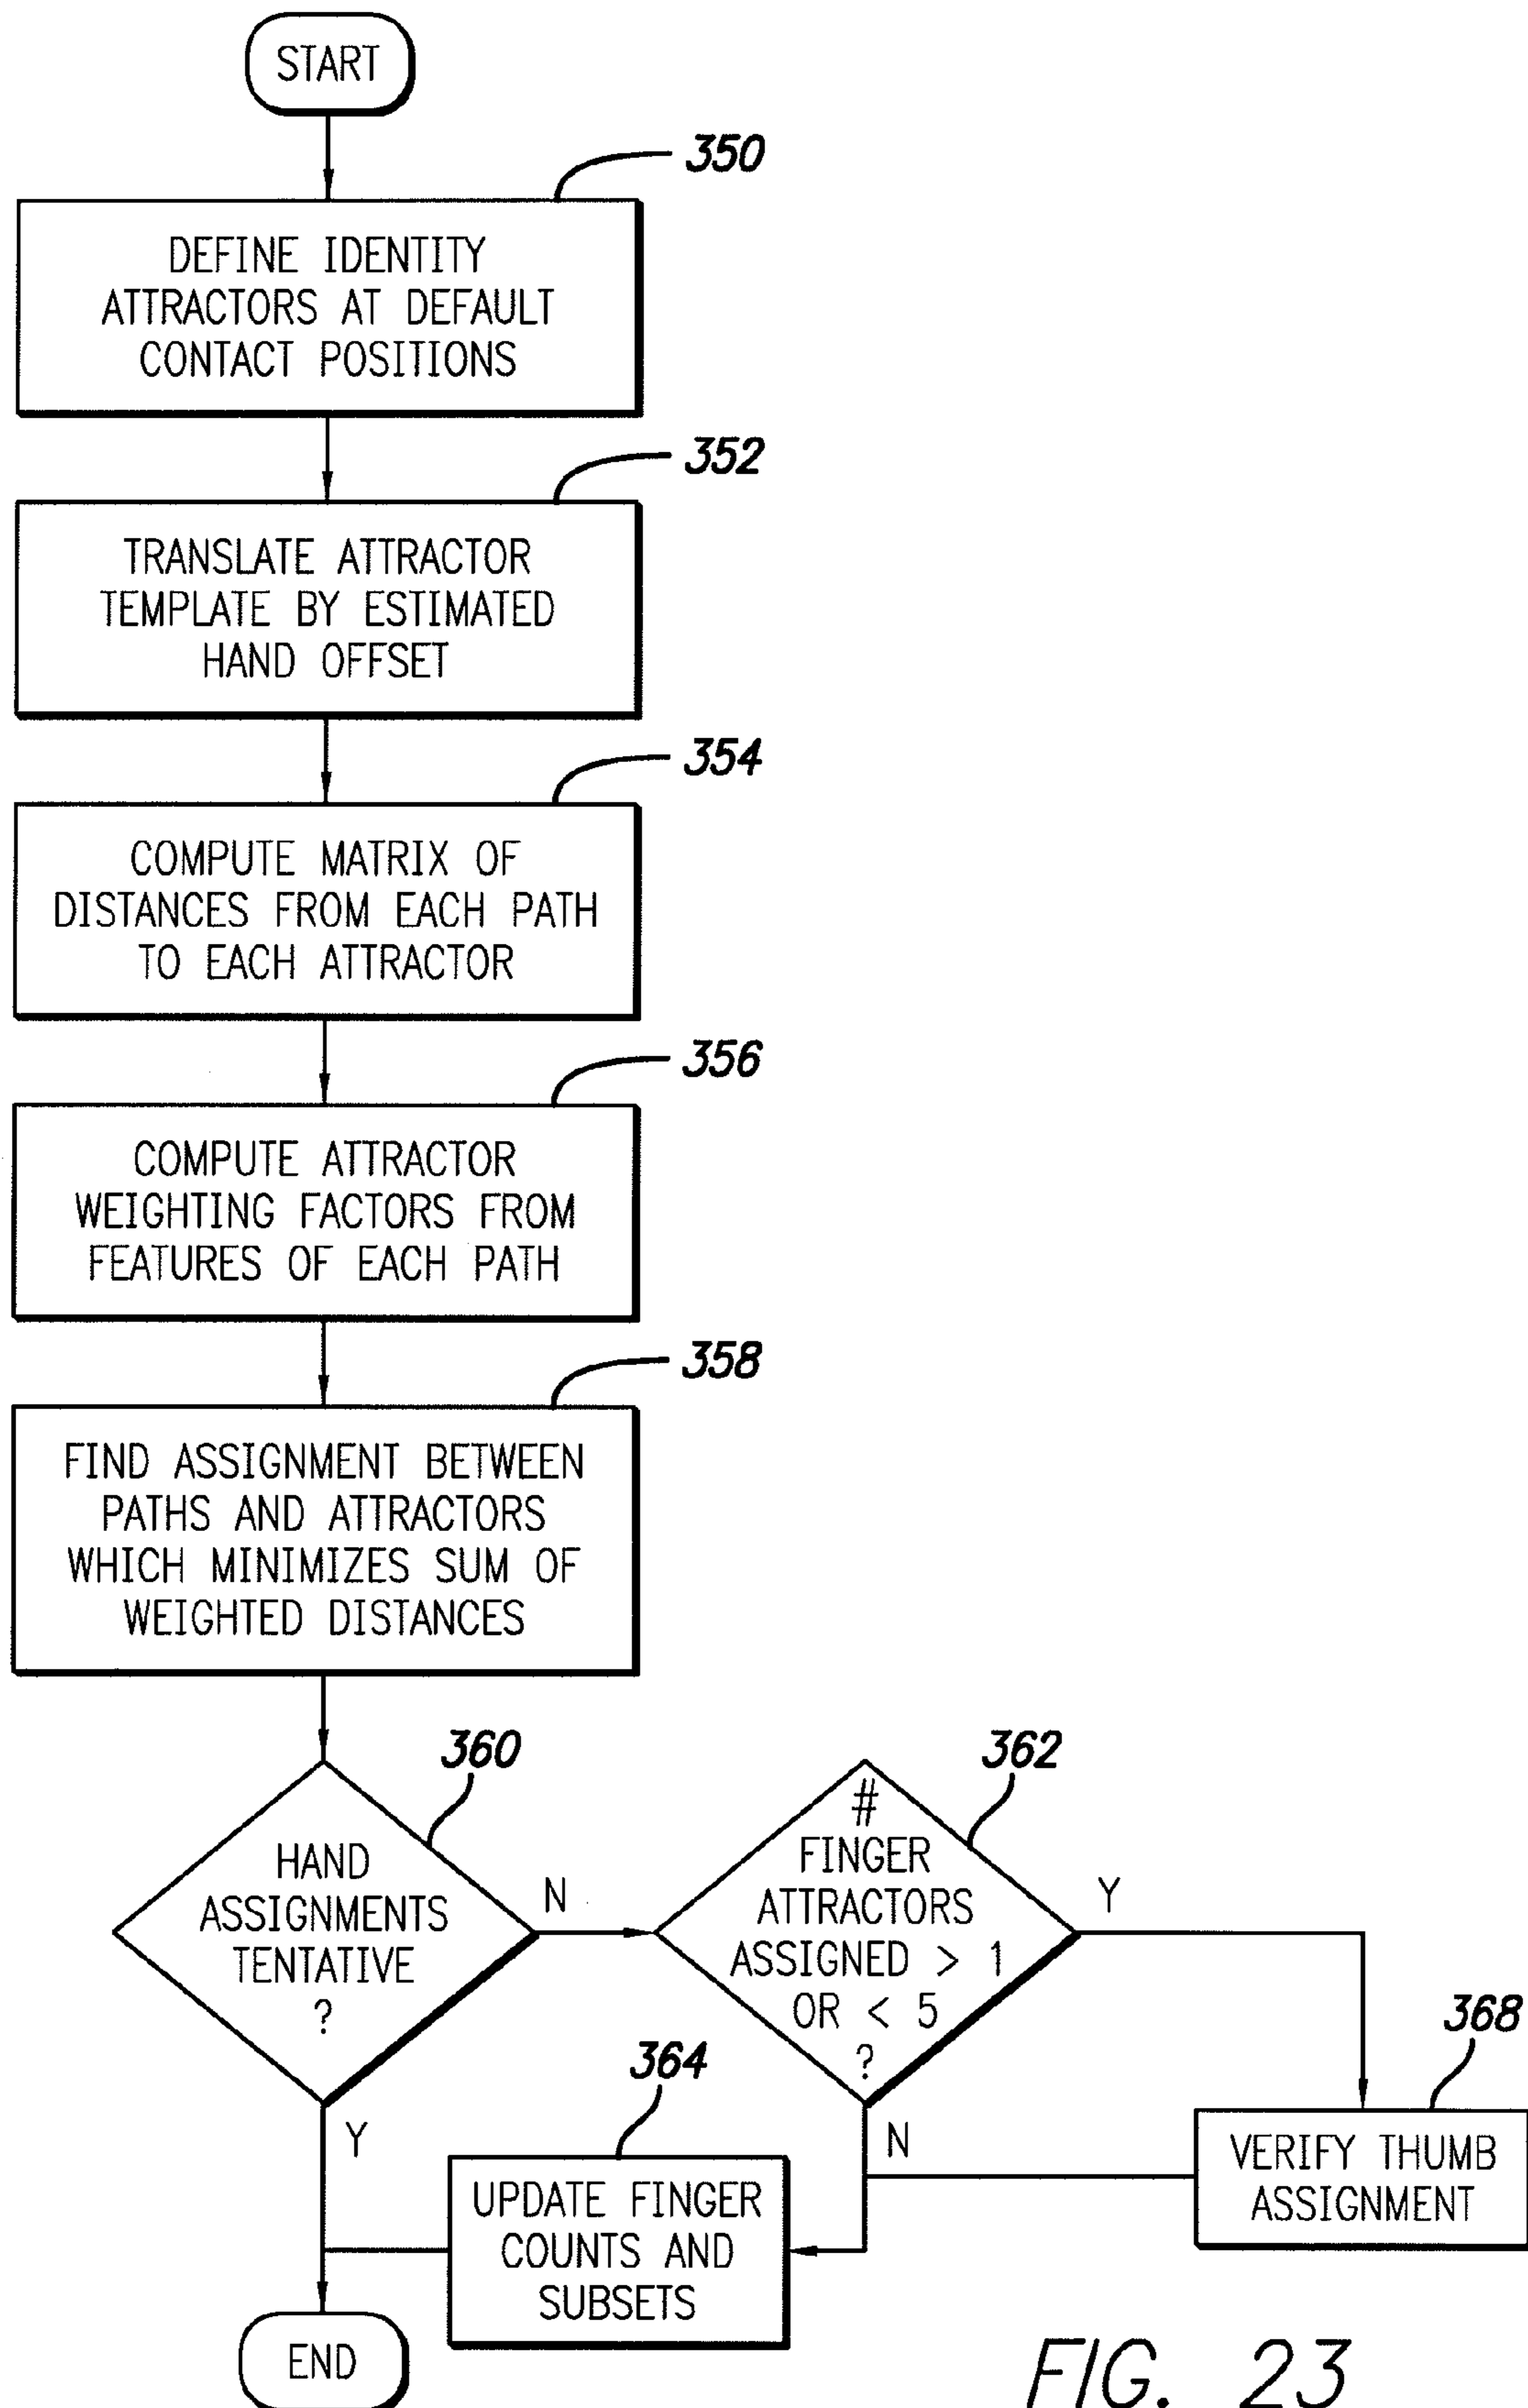 START
350
DEFINE IDENTITY
ATTRACTORS AT DEFAULT
CONTACT POSITIONS
352
TRANSLATE ATTRACTOR
TEMPLATE BY ESTIMATED
HAND OFFSET
354
COMPUTE MATRIX OF
DISTANCES FROM EACH PATH
TO EACH ATTRACTOR
356
COMPUTE ATTRACTOR
WEIGHTING FACTORS FROM
FEATURES OF EACH PATH
358
FIND ASSIGNMENT BETWEEN
PATHS AND ATTRACTORS
WHICH MINIMIZES SUM OF
WEIGHTED DISTANCES
360
HAND
ASSIGNMENTS
TENTATIVE
?
N
Y
362
#
FINGER
ATTRACTORS
ASSIGNED > 1
OR < 5
?
Y
N
368
VERIFY THUMB
ASSIGNMENT
364
UPDATE FINGER
COUNTS AND
SUBSETS
END
FIG. 23